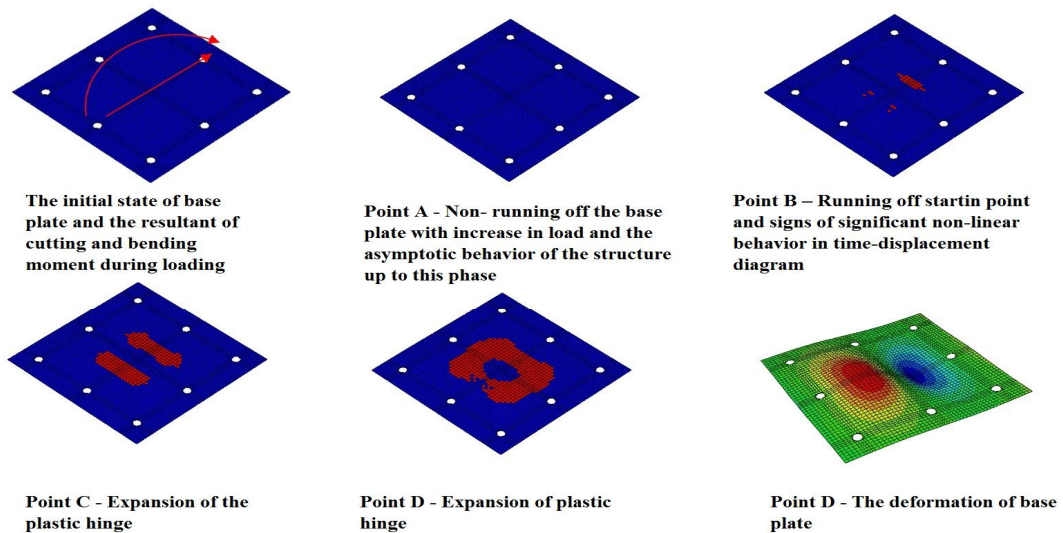 The initial state of base
plate and the resultant of
cutting and bending
moment during loading
Point A - Non- running off the base
plate with increase in load and the
asymptotic behavior of the structure
up to this phase
Point B – Running off startin point
and signs of significant non-linear
behavior in time-displacement
diagram
Point C - Expansion of the
plastic hinge
Point D - Expansion of plastic
hinge
Point D - The deformation of base
plate